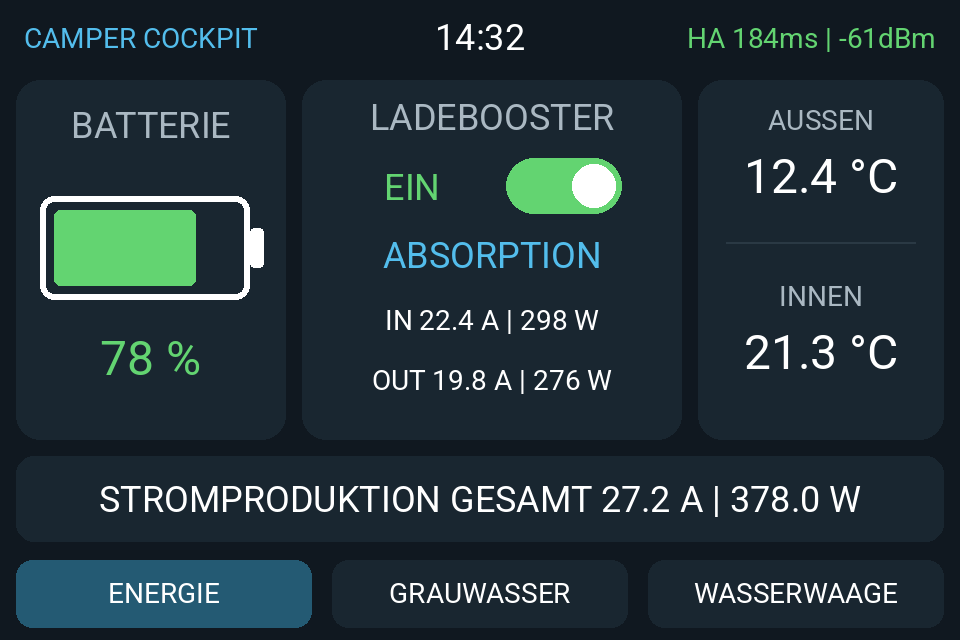 CAMPER COCKPIT
14:32
HA 184ms | -61dBm
BATTERIE
78 %
LADEBOOSTER
EIN
ABSORPTION
IN 22.4 A | 298 W
OUT 19.8 A | 276 W
AUSSEN
12.4 °C
INNEN
21.3 °C
STROMPRODUKTION GESAMT 27.2 A | 378.0 W
ENERGIE
GRAUWASSER
WASSERWAAGE